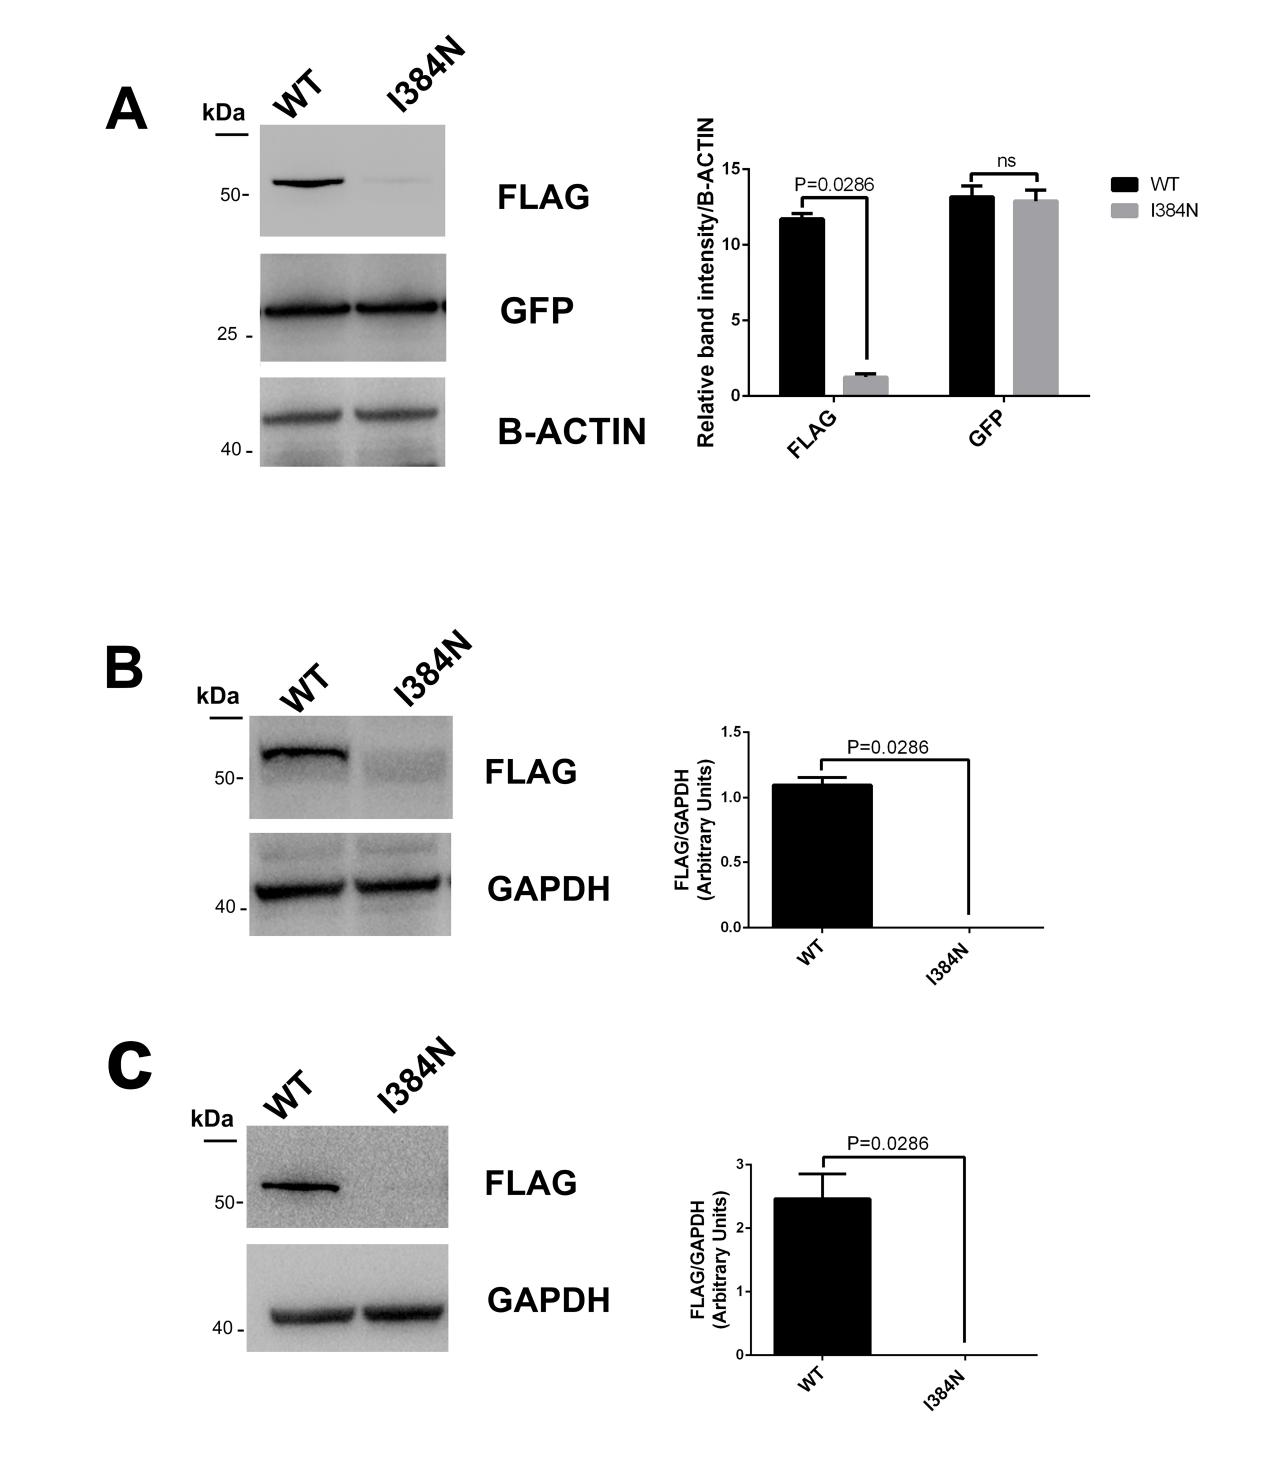 A
kDa
WT
I384N
50-
FLAG
25 -
GFP
40 -
B-ACTIN
Relative band intensity/B-ACTIN
15
10
5
0
P=0.0286
ns
FLAG
GFP
WT
I384N
B
kDa
WT
I384N
50-
FLAG
40 -
GAPDH
FLAG/GAPDH
(Arbitrary Units)
1.5
1.0
0.5
0.0
P=0.0286
WT
I384N
C
kDa
WT
I384N
50-
FLAG
40 -
GAPDH
FLAG/GAPDH
(Arbitrary Units)
3
2
1
0
P=0.0286
WT
I384N